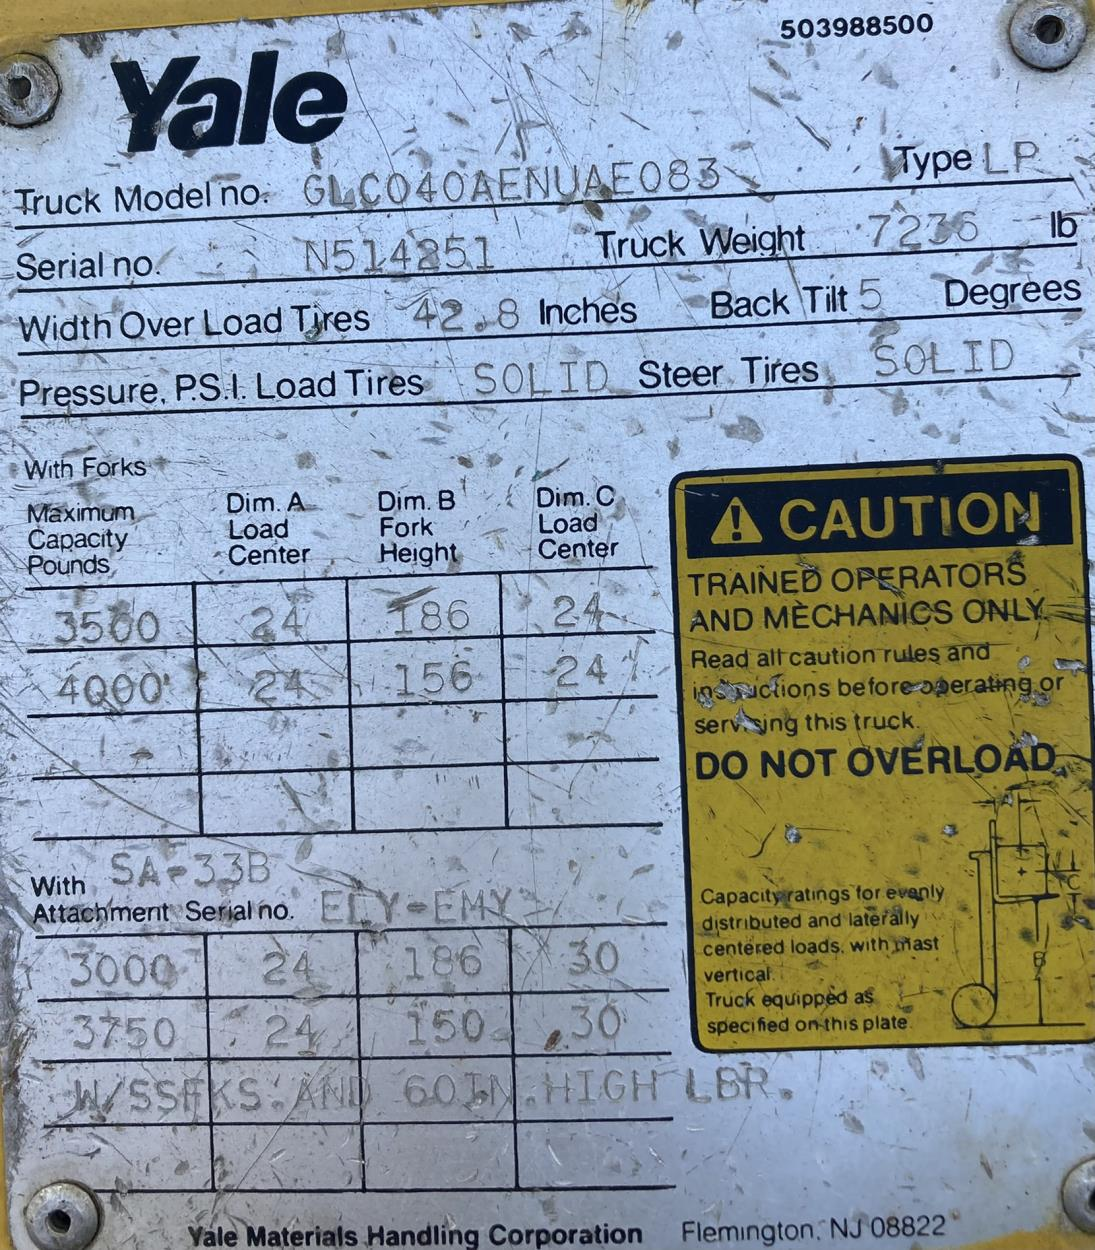 503988500
Yale
Truck Model no. GLC040AENUAE083 Type LP
Serial no. N514251 Truck Weight 7236 lb
Width Over Load Tires 42.8 Inches Back Tilt 5 Degrees
Pressure, P.S.I. Load Tires SOLID Steer Tires SOLID
With Forks
Maximum Capacity Pounds Dim. A Load Center Dim. B Fork Height Dim. C Load Center
3500 24 186 24
4000 24 156 24
With SA-33B
Attachment Serial no. ECY-EMY
3000 24 186 30
3750 24 150 30
W/SSFKS. AND 60IN.HIGH LBR.
CAUTION
TRAINED OPERATORS
AND MECHANICS ONLY.
Read all caution rules and
instructions before operating or
servicing this truck.
DO NOT OVERLOAD
Capacity ratings for evenly
distributed and laterally
centered loads, with mast
vertical.
Truck equipped as
specified on this plate.
C
B
Yale Materials Handling Corporation Flemington, NJ 08822